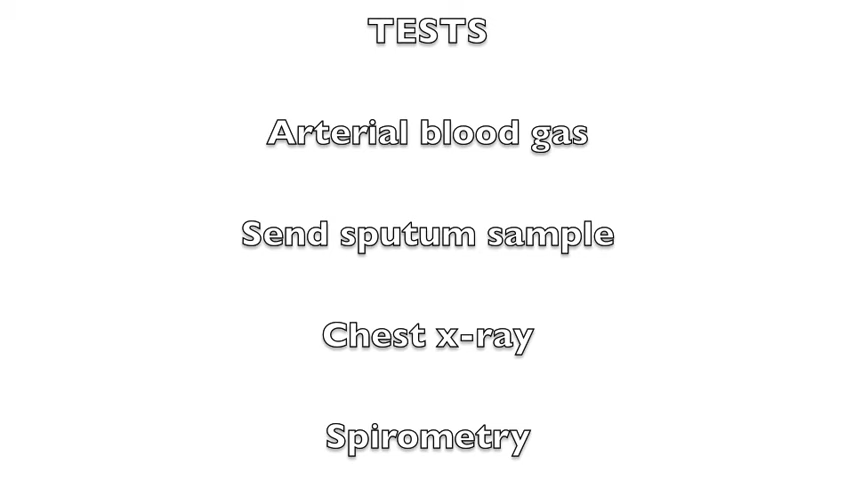 TESTS
Arterial blood gas
Send sputum sample
Chest x-ray
Spirometry